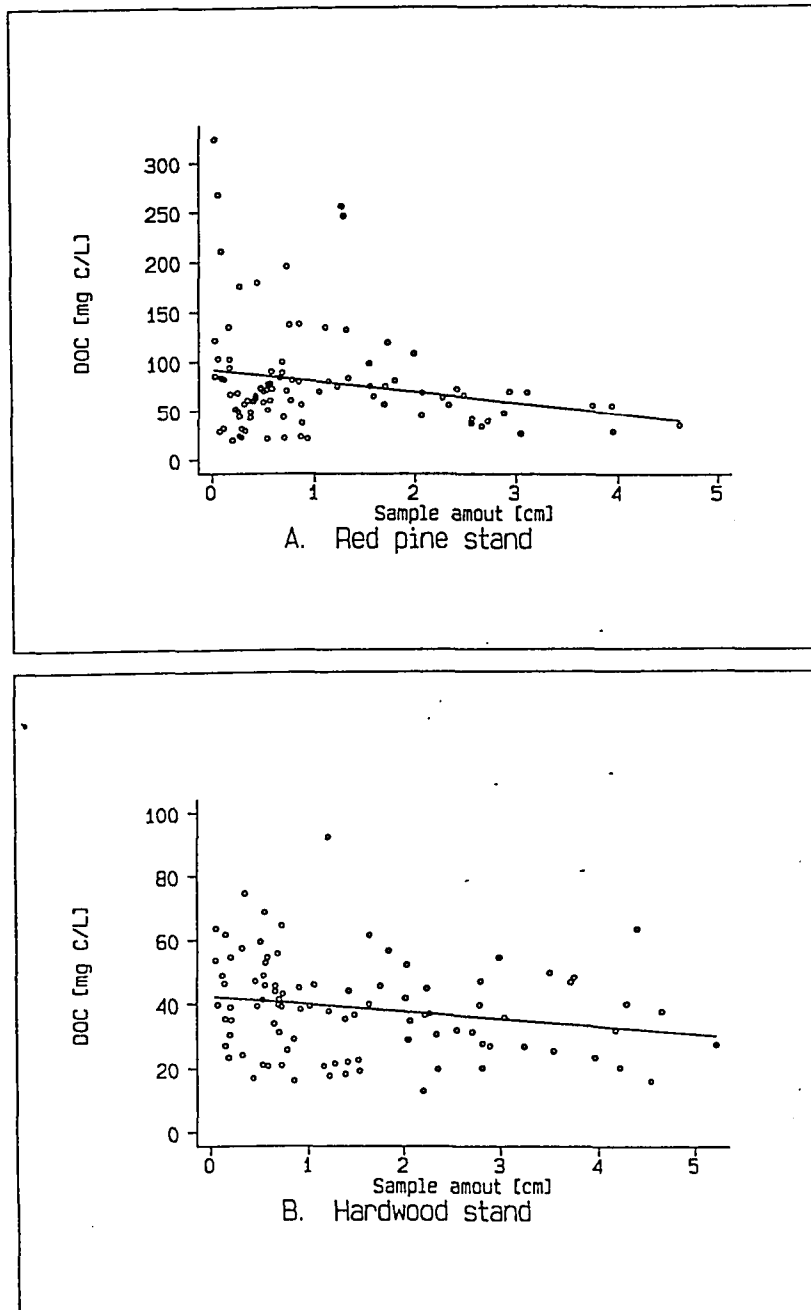 DOC [mg C/L]
300
250
200
150
100
50
0
0 1 2 3 4 5
Sample amout [cm]
A. Red pine stand
DOC [mg C/L]
100
80
60
40
20
0
0 1 2 3 4 5
Sample amout [cm]
B. Hardwood stand